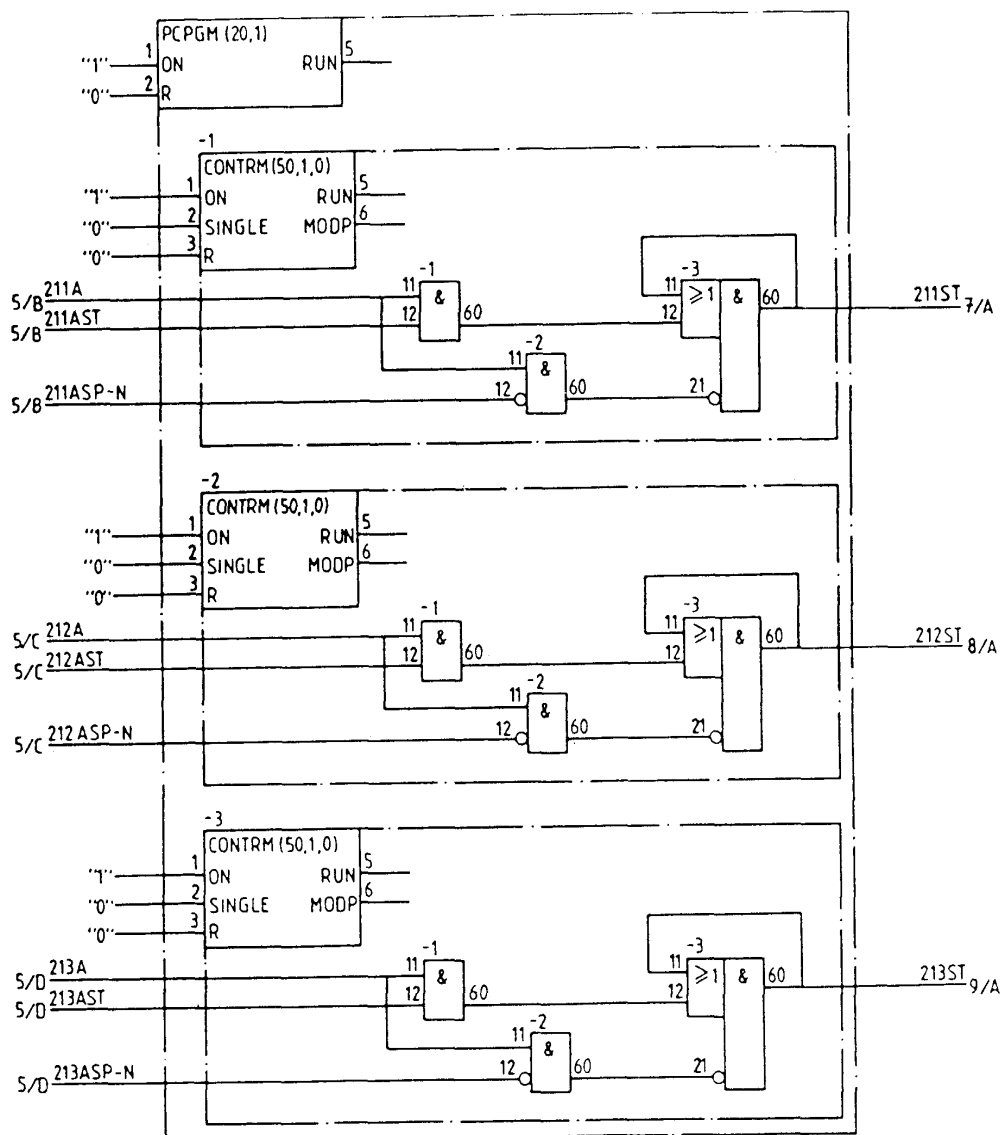 PCPGM (20,1)
1 5
"1" ON RUN
2
"0" R
-1
CONTRM (50,1,0)
1 5
"1" ON RUN
2 6
"0" SINGLE MODP
3
"0" R
-1 -3
5/B 211A 11 & 11 ≥1 & 60 211ST 7/A
5/B 211AST 12 60 12
-2
11 &
5/B 211ASP-N 12 60 21
-2
CONTRM (50,1,0)
1 5
"1" ON RUN
2 6
"0" SINGLE MODP
3
"0" R
-1 -3
5/C 212A 11 & 11 ≥1 & 60 212ST 8/A
5/C 212AST 12 60 12
-2
11 &
5/C 212ASP-N 12 60 21
-3
CONTRM (50,1,0)
1 5
"1" ON RUN
2 6
"0" SINGLE MODP
3
"0" R
-1 -3
5/D 213A 11 & 11 ≥1 & 60 213ST 9/A
5/D 213AST 12 60 12
-2
11 &
5/D 213ASP-N 12 60 21